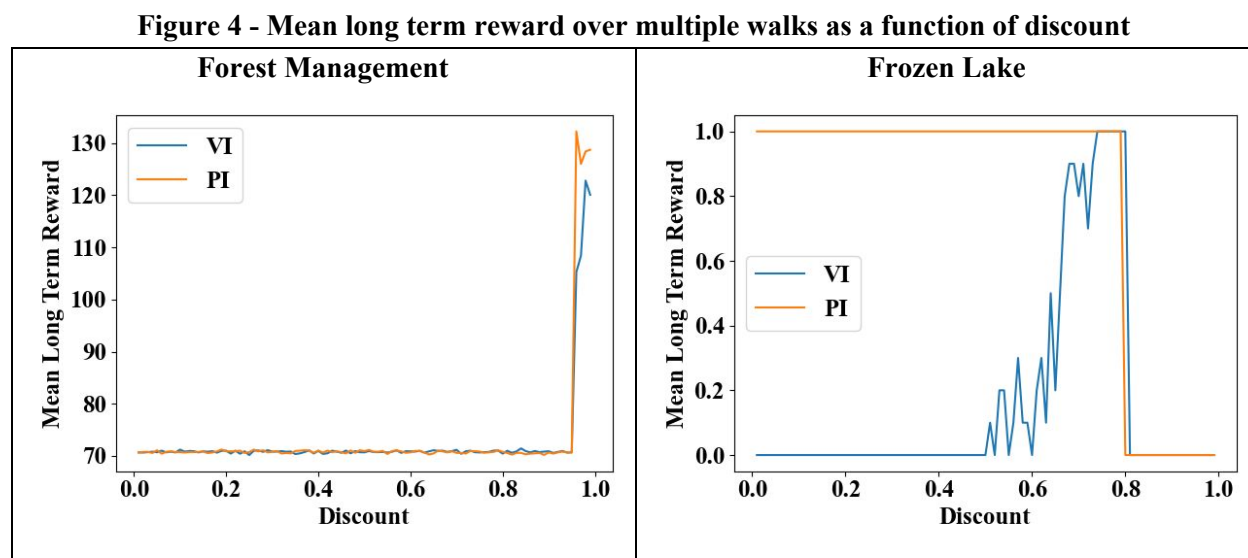 Figure 4 - Mean long term reward over multiple walks as a function of discount
Forest Management
Mean Long Term Reward
130
120
110
100
90
80
70
VI
PI
0.0 0.2 0.4 0.6 0.8 1.0
Discount
Frozen Lake
Mean Long Term Reward
1.0
0.8
0.6
0.4
0.2
0.0
VI
PI
0.0 0.2 0.4 0.6 0.8 1.0
Discount